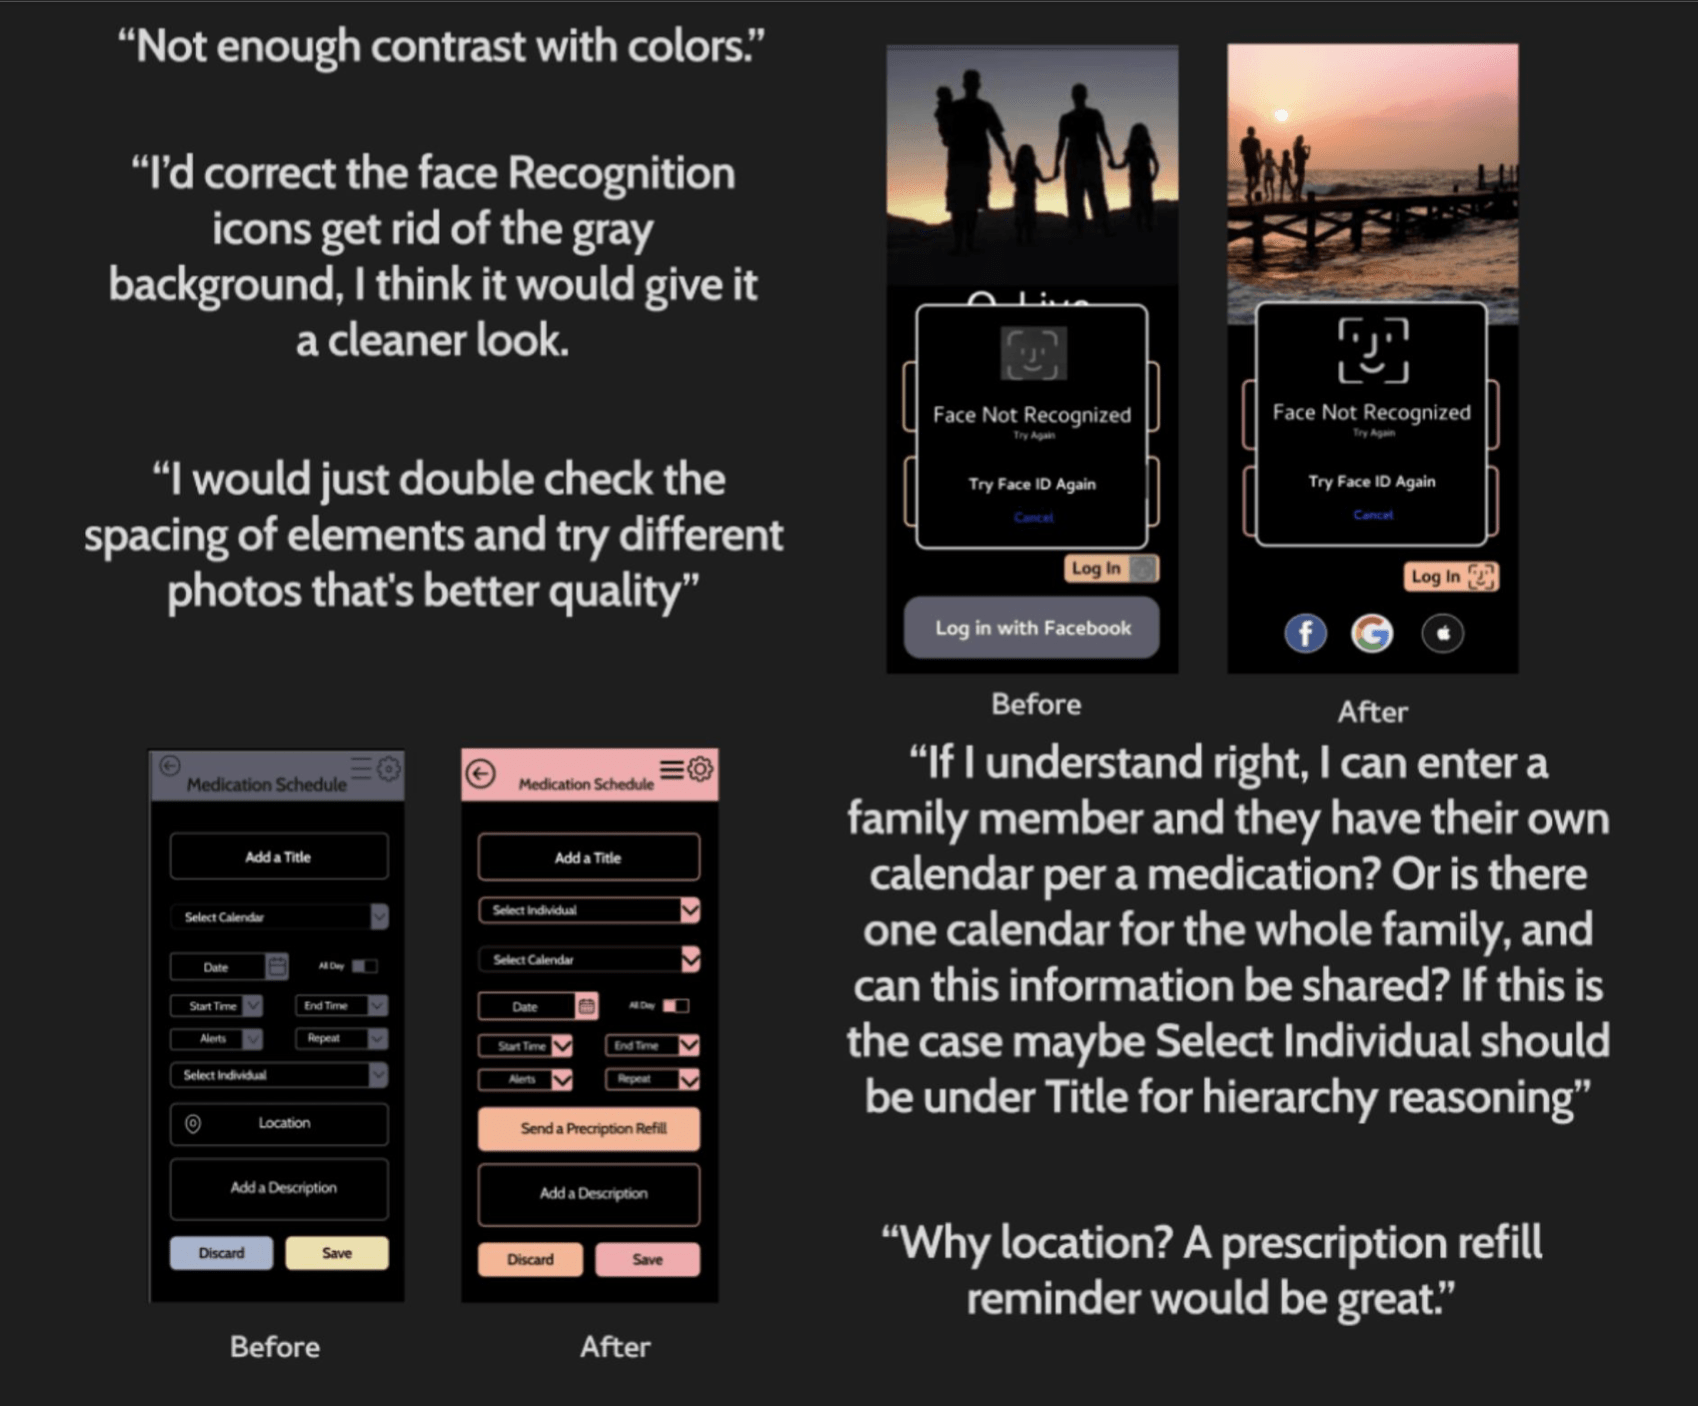 “Not enough contrast with colors.”
“I’d correct the face Recognition
icons get rid of the gray
background, I think it would give it
a cleaner look.
“I would just double check the
spacing of elements and try different
photos that's better quality”
Face Not Recognized
Try Again
Try Face ID Again
Cancel
Log In
Log in with Facebook
Before
Face Not Recognized
Try Again
Try Face ID Again
Cancel
Log In
After
Medication Schedule
Add a Title
Select Calendar
Date
All Day
Start Time
End Time
Alerts
Repeat
Select Individual
Location
Add a Description
Discard
Save
Before
Medication Schedule
Add a Title
Select Individual
Select Calendar
Date
All Day
Start Time
End Time
Alerts
Repeat
Send a Precription Refill
Add a Description
Discard
Save
After
“If I understand right, I can enter a
family member and they have their own
calendar per a medication? Or is there
one calendar for the whole family, and
can this information be shared? If this is
the case maybe Select Individual should
be under Title for hierarchy reasoning”
“Why location? A prescription refill
reminder would be great.”